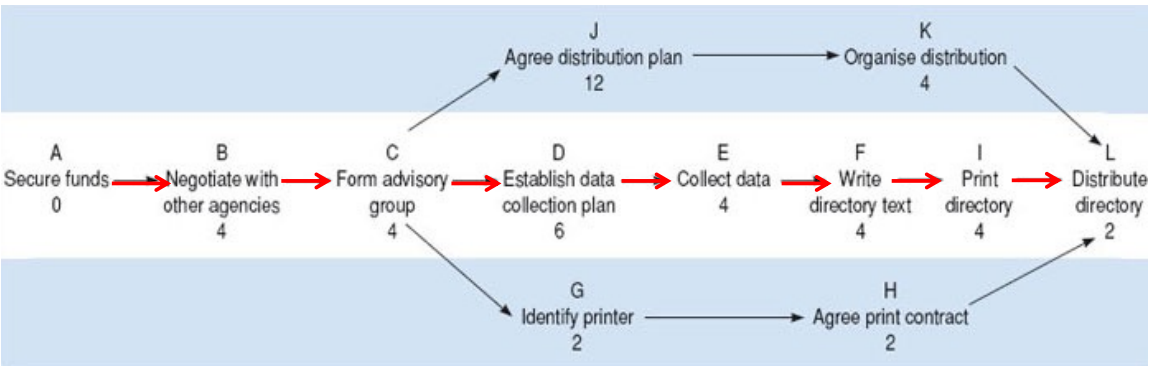 J
Agree distribution plan
12
K
Organise distribution
4
A
Secure funds
0
B
Negotiate with
other agencies
4
C
Form advisory
group
4
D
Establish data
collection plan
6
E
Collect data
4
F
Write
directory text
4
I
Print
directory
4
L
Distribute
directory
2
G
Identify printer
2
H
Agree print contract
2